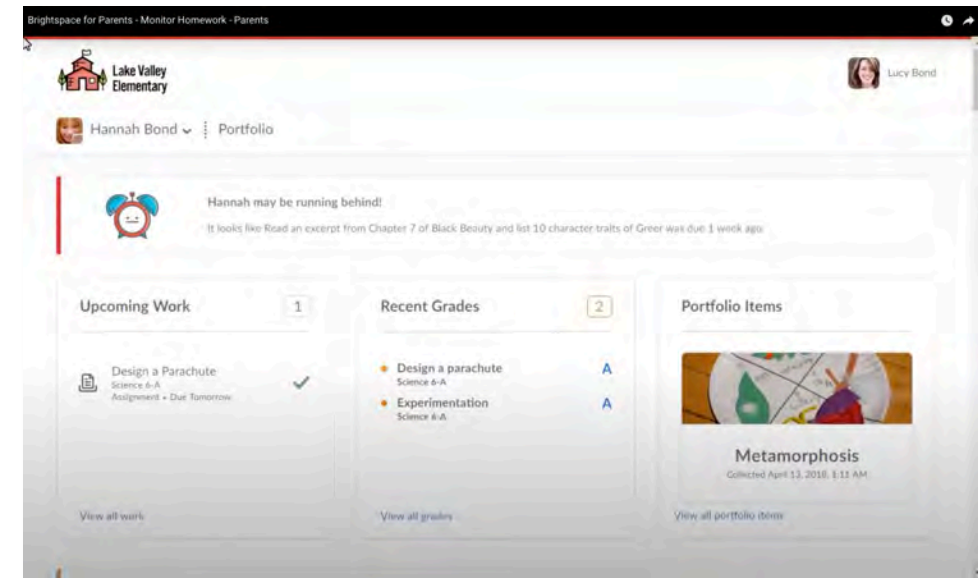 Brightspace for Parents - Monitor Homework - Parents
Lake Valley
Elementary
Lucy Bond
Hannah Bond
Portfolio
Hannah may be running behind!
It looks like Read an excerpt from Chapter 7 of Black Beauty and list 10 character traits of Greer was due 1 week ago.
Upcoming Work
1
Design a Parachute
Science 6-A
Assignment • Due Tomorrow
View all work
Recent Grades
2
Design a parachute
A
Science 6-A
Experimentation
A
Science 6-A
View all grades
Portfolio Items
Metamorphosis
Collected April 13, 2018, 1:11 AM
View all portfolio items